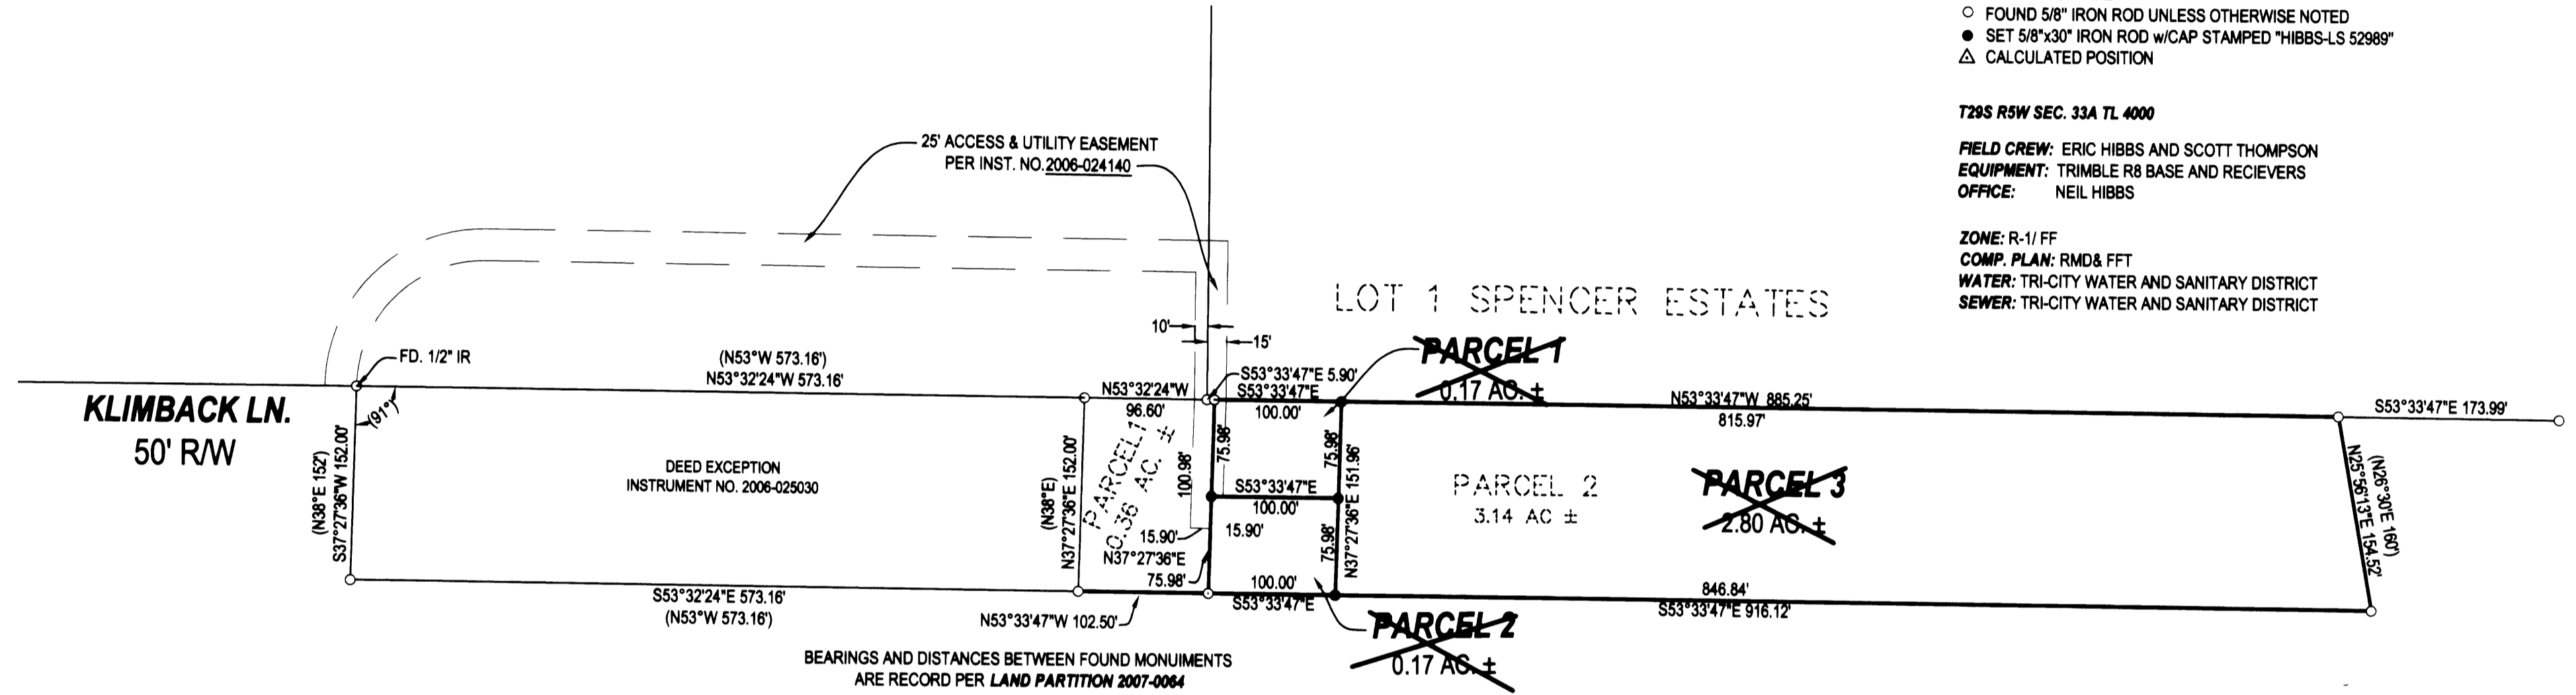 FOUND 5/8" IRON ROD UNLESS OTHERWISE NOTED
SET 5/8"x30" IRON ROD w/CAP STAMPED "HIBBS-LS 52989"
CALCULATED POSITION
T29S R5W SEC. 33A TL 4000
FIELD CREW: ERIC HIBBS AND SCOTT THOMPSON
EQUIPMENT: TRIMBLE R8 BASE AND RECIEVERS
OFFICE: NEIL HIBBS
ZONE: R-1/ FF
COMP. PLAN: RMD& FFT
WATER: TRI-CITY WATER AND SANITARY DISTRICT
SEWER: TRI-CITY WATER AND SANITARY DISTRICT
25' ACCESS & UTILITY EASEMENT
PER INST. NO.2006-024140
LOT 1 SPENCER ESTATES
10'
15'
FD. 1/2" IR
(N53°W 573.16')
N53°32'24"W 573.16'
N53°32'24"W
96.60'
S53°33'47"E 5.90'
S53°33'47"E
100.00'
PARCEL 1
0.17 AC. ±
N53°33'47"W 885.25'
815.97'
S53°33'47"E 173.99'
KLIMBACK LN.
50' R/W
(91°)
(N38°E 152')
S37°27'36"W 152.00'
DEED EXCEPTION
INSTRUMENT NO. 2006-025030
(N38°E)
N37°27'36"E 152.00'
PARCEL 1
0.36 AC. ±
100.98'
75.98'
75.98'
N37°27'36"E 151.96'
S53°33'47"E
100.00'
15.90'
15.90'
N37°27'36"E
75.98'
75.98'
PARCEL 2
3.14 AC ±
PARCEL 3
2.80 AC. ±
(N26°30'E 160')
N25°56'13"E 154.52'
S53°32'24"E 573.16'
(N53°W 573.16')
N53°33'47"W 102.50'
100.00'
S53°33'47"E
846.84'
S53°33'47"E 916.12'
PARCEL 2
0.17 AC. ±
BEARINGS AND DISTANCES BETWEEN FOUND MONUIMENTS
ARE RECORD PER LAND PARTITION 2007-0064